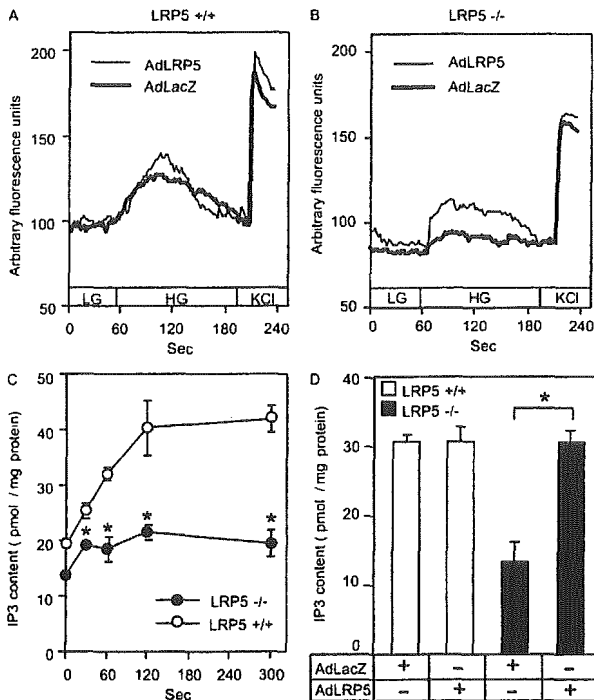 A
LRP5 +/+
AdLRP5
AdLacZ
Arbitrary fluorescence units
200
150
100
50
LG
HG
KCl
0
60
120
180
240
Sec
B
LRP5 -/-
AdLRP5
AdLacZ
Arbitrary fluorescence units
200
150
100
50
LG
HG
KCl
0
60
120
180
240
Sec
C
IP3 content ( pmol / mg protein)
50
40
30
20
10
0
*
*
*
*
LRP5 -/-
LRP5 +/+
0
60
120
180
240
300
Sec
D
LRP5 +/+
LRP5 -/-
*
IP3 content ( pmol / mg protein)
40
30
20
10
0
AdLacZ + - + -
AdLRP5 - + - +